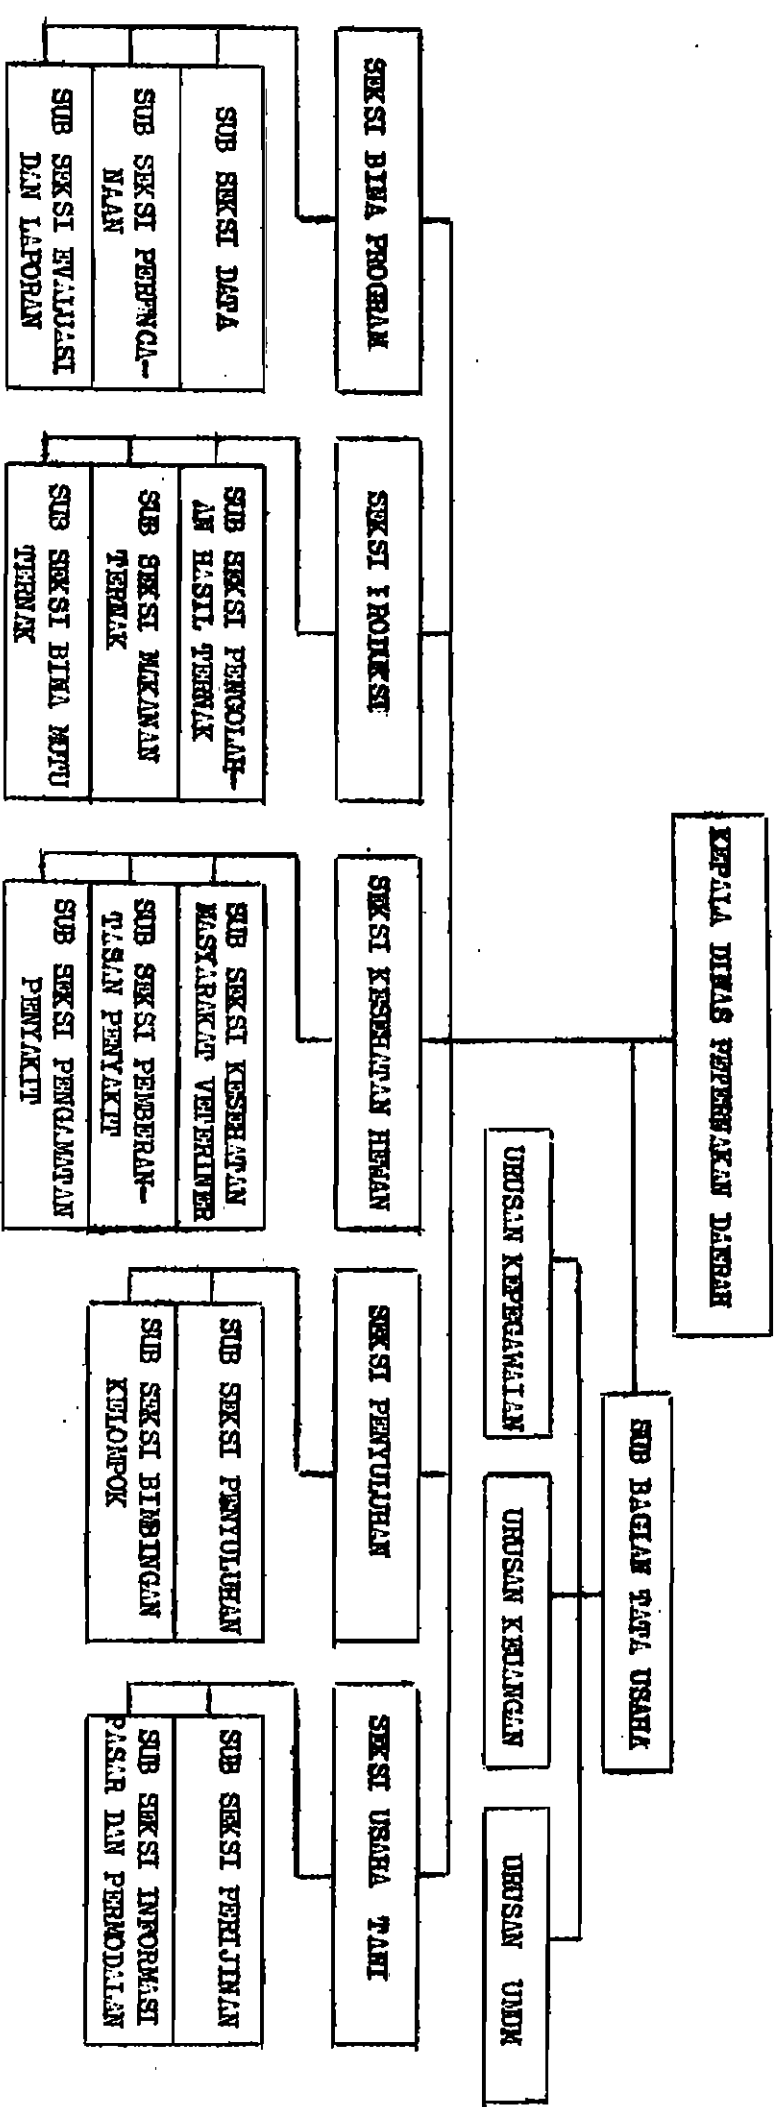 KEPALA DINAS PETERNAKAN DAERAH
SUB BAGIAN TATA USAHA
URUSAN KEPEGAWAIAN
URUSAN KEUANGAN
URUSAN UMUM
SEKSI BINA PROGRAM
SEKSI PRODUKSI
SEKSI KESEHATAN HEWAN
SEKSI PENYULUHAN
SEKSI USAHA TANI
SUB SEKSI DATA
SUB SEKSI PERENCA-
NAAN
SUB SEKSI EVALUASI
DAN LAPORAN
SUB SEKSI PENGOLAH-
AN HASIL TERNAK
SUB SEKSI MAKANAN
TERNAK
SUB SEKSI BINA MUTU
TERNAK
SUB SEKSI KESEHATAN
MASYARAKAT VETERINER
SUB SEKSI PEMBERAN-
TASAN PENYAKIT
SUB SEKSI PENGAMATAN
PENYAKIT
SUB SEKSI PENYULUHAN
SUB SEKSI BIMBINGAN
KELOMPOK
SUB SEKSI PERIJINAN
SUB SEKSI INFORMASI
PASAR DAN PERMODALAN